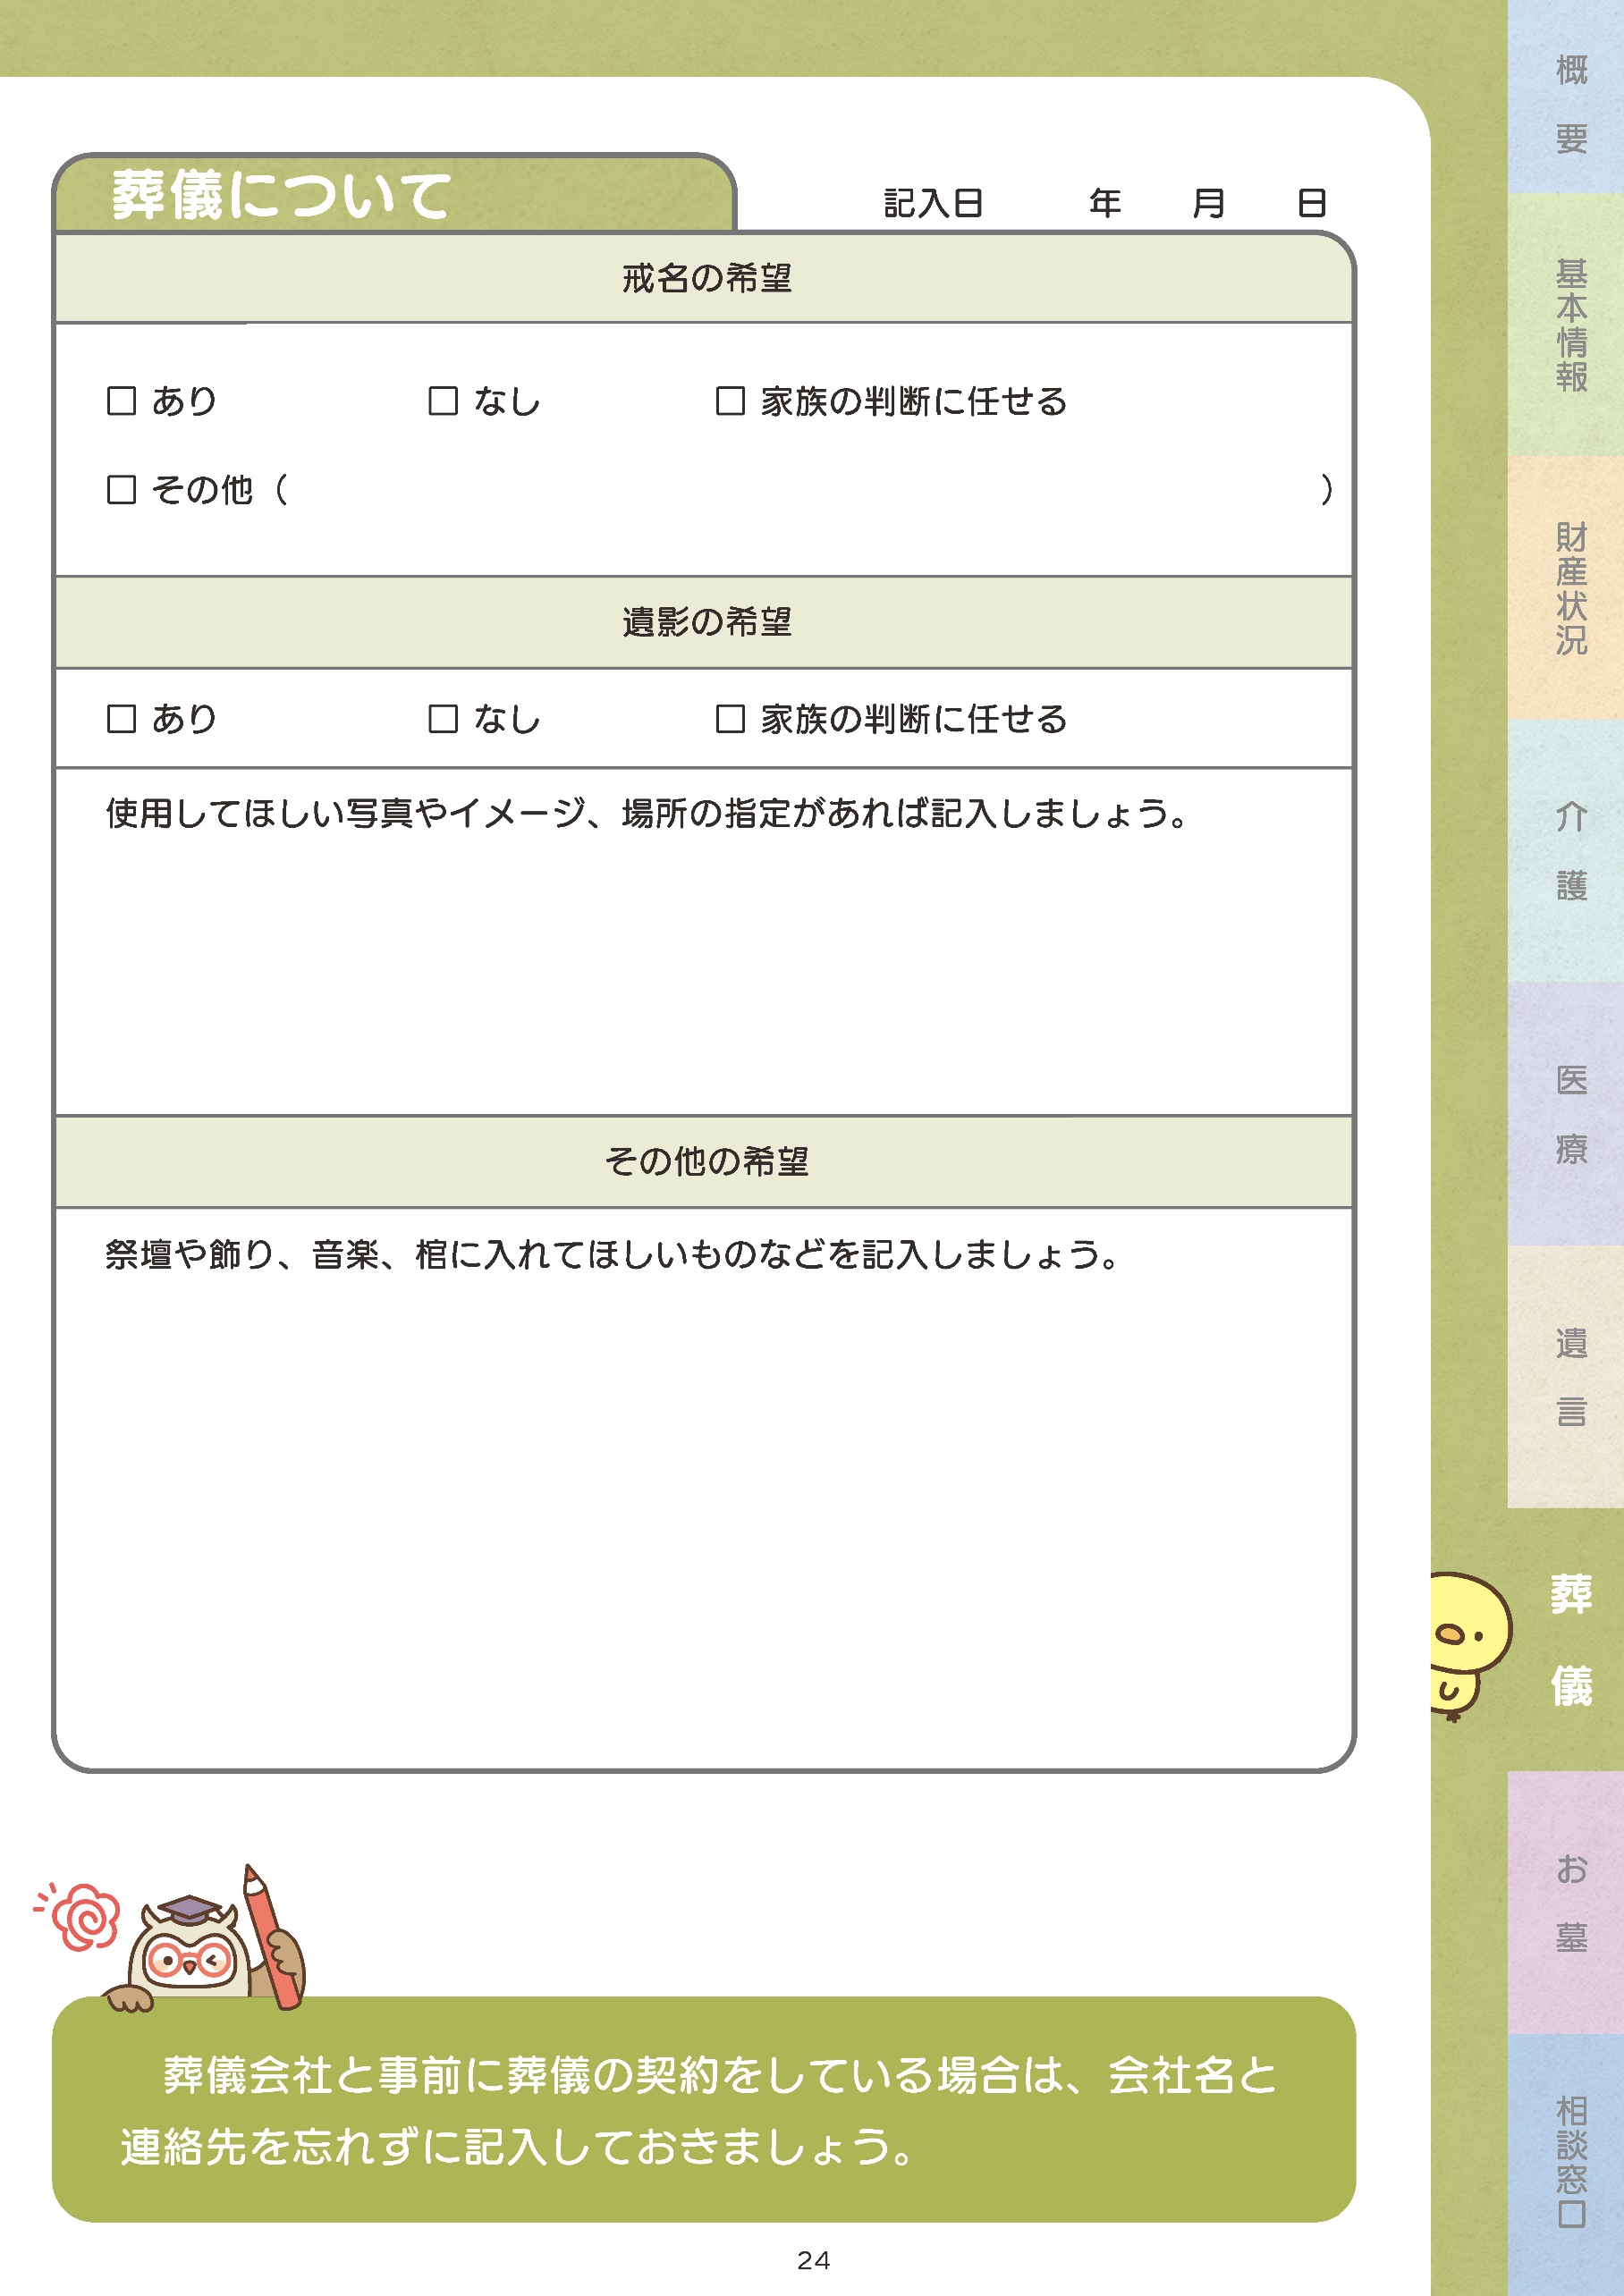 葬儀について
記入日 年 月 日
戒名の希望
□ あり □ なし □ 家族の判断に任せる
□ その他（ ）
遺影の希望
□ あり □ なし □ 家族の判断に任せる
使用してほしい写真やイメージ、場所の指定があれば記入しましょう。
その他の希望
祭壇や飾り、音楽、棺に入れてほしいものなどを記入しましょう。
葬儀会社と事前に葬儀の契約をしている場合は、会社名と
連絡先を忘れずに記入しておきましょう。
24
概要
基本情報
財産状況
介護
医療
遺言
葬儀
お墓
相談窓口